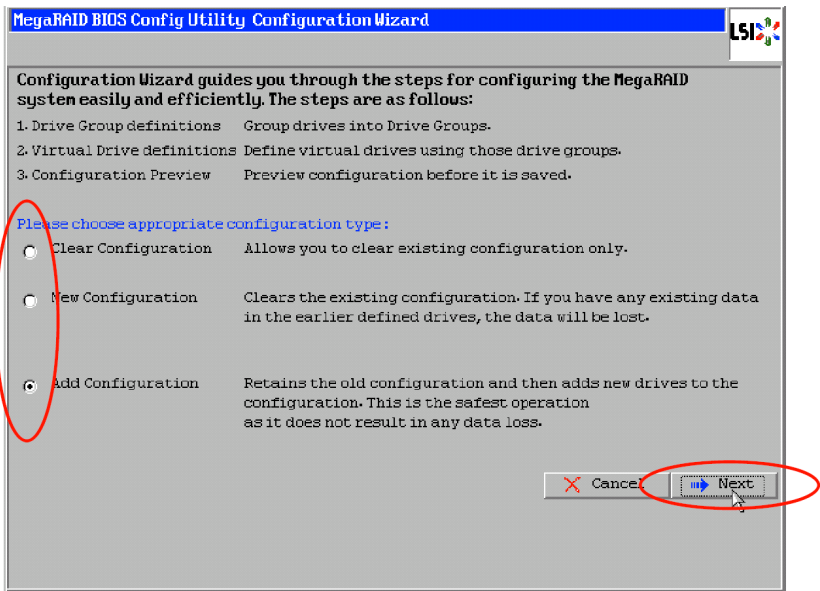 MegaRAID BIOS Config Utility Configuration Wizard
LSI
Configuration Wizard guides you through the steps for configuring the MegaRAID
system easily and efficiently. The steps are as follows:
1. Drive Group definitions Group drives into Drive Groups.
2. Virtual Drive definitions Define virtual drives using those drive groups.
3. Configuration Preview Preview configuration before it is saved.
Please choose appropriate configuration type:
Clear Configuration Allows you to clear existing configuration only.
New Configuration Clears the existing configuration. If you have any existing data
in the earlier defined drives, the data will be lost.
Add Configuration Retains the old configuration and then adds new drives to the
configuration. This is the safest operation
as it does not result in any data loss.
Cancel Next